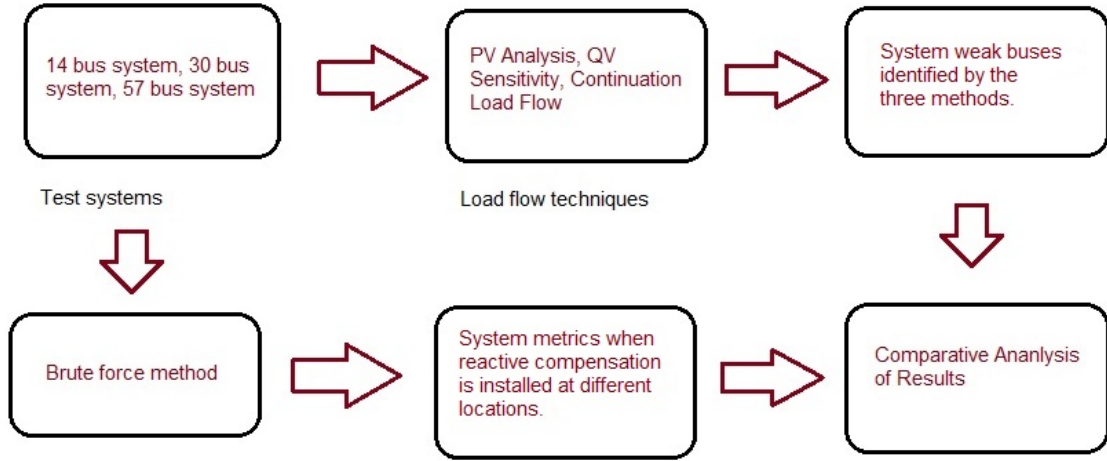 14 bus system, 30 bus
system, 57 bus system
PV Analysis, QV
Sensitivity, Continuation
Load Flow
System weak buses
identified by the
three methods.
Test systems
Load flow techniques
Brute force method
System metrics when
reactive compensation
is installed at different
locations.
Comparative Ananlysis
of Results